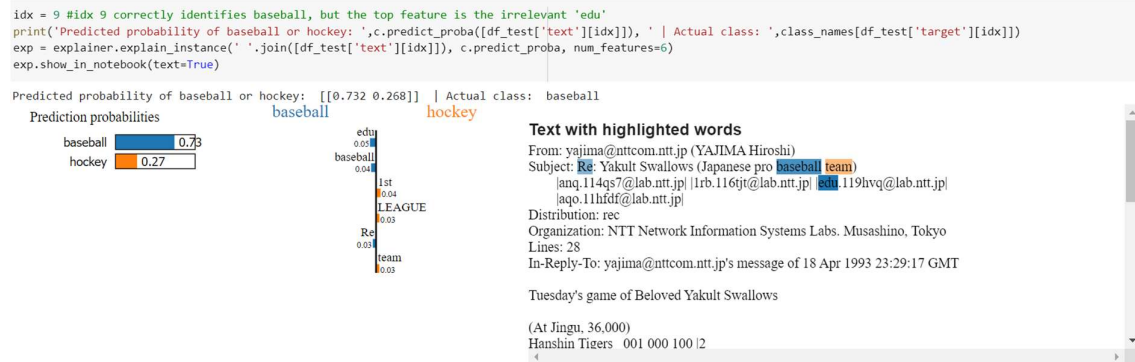 idx = 9 #idx 9 correctly identifies baseball, but the top feature is the irrelevant 'edu'
print('Predicted probability of baseball or hockey: ',c.predict_proba([df_test['text'][idx]]), ' | Actual class: ',class_names[df_test['target'][idx]])
exp = explainer.explain_instance(' '.join([df_test['text'][idx]]), c.predict_proba, num_features=6)
exp.show_in_notebook(text=True)
Predicted probability of baseball or hockey:  [[0.732 0.268]]  | Actual class:  baseball
Prediction probabilities
baseball 0.73
hockey 0.27
baseball hockey
edu
0.05
baseball
0.04
1st
0.04
LEAGUE
0.03
Re
0.03
team
0.03
Text with highlighted words
From: yajima@nttcom.ntt.jp (YAJIMA Hiroshi)
Subject: Re: Yakult Swallows (Japanese pro baseball team)
|anq.114qs7@lab.ntt.jp| |1rb.116tjt@lab.ntt.jp| |edu.119hvq@lab.ntt.jp|
|aqo.11hfdf@lab.ntt.jp|
Distribution: rec
Organization: NTT Network Information Systems Labs. Musashino, Tokyo
Lines: 28
In-Reply-To: yajima@nttcom.ntt.jp's message of 18 Apr 1993 23:29:17 GMT
Tuesday's game of Beloved Yakult Swallows
(At Jingu, 36,000)
Hanshin Tigers 001 000 100 |2